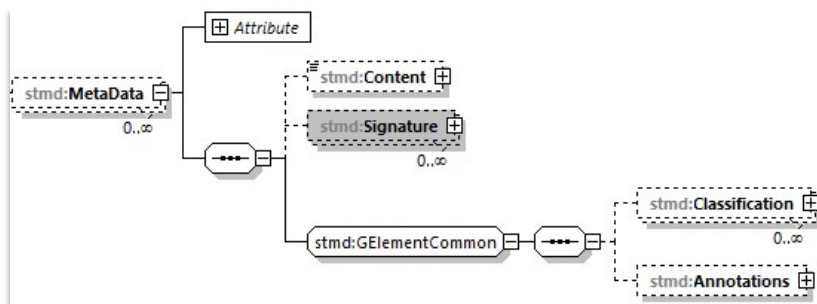 Attribute
stmd:Content
stmd:MetaData
0..∞
stmd:Signature
0..∞
stmd:Classification
0..∞
stmd:GElementCommon
stmd:Annotations